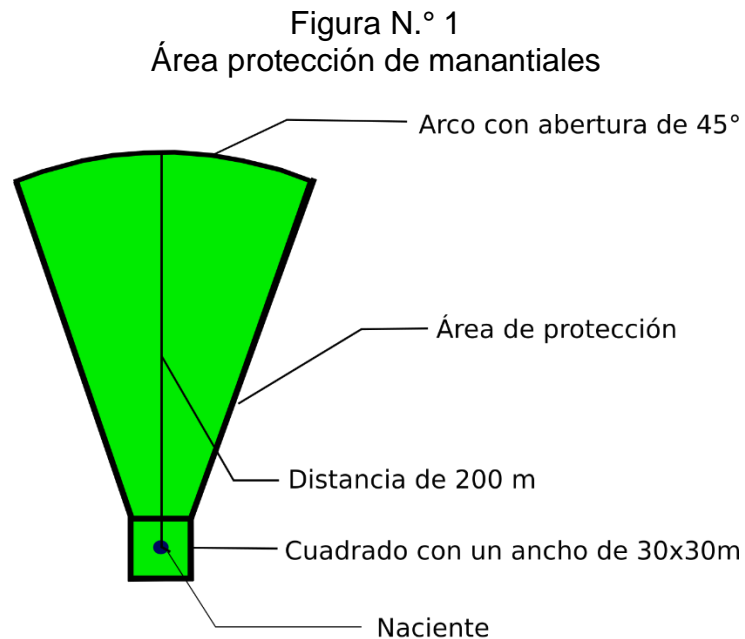 Figura N.° 1
Área protección de manantiales
Arco con abertura de 45°
Área de protección
Distancia de 200 m
Cuadrado con un ancho de 30x30m
Naciente